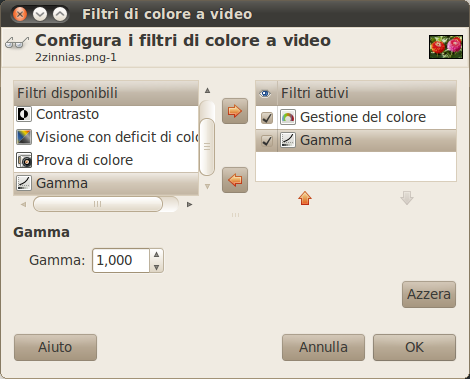 Filtri di colore a video
Configura i filtri di colore a video
2zinnias.png-1
Filtri disponibili
Contrasto
Visione con deficit di colo
Prova di colore
Gamma
Filtri attivi
Gestione del colore
Gamma
Gamma
Gamma: 1,000
Azzera
Aiuto
Annulla
OK